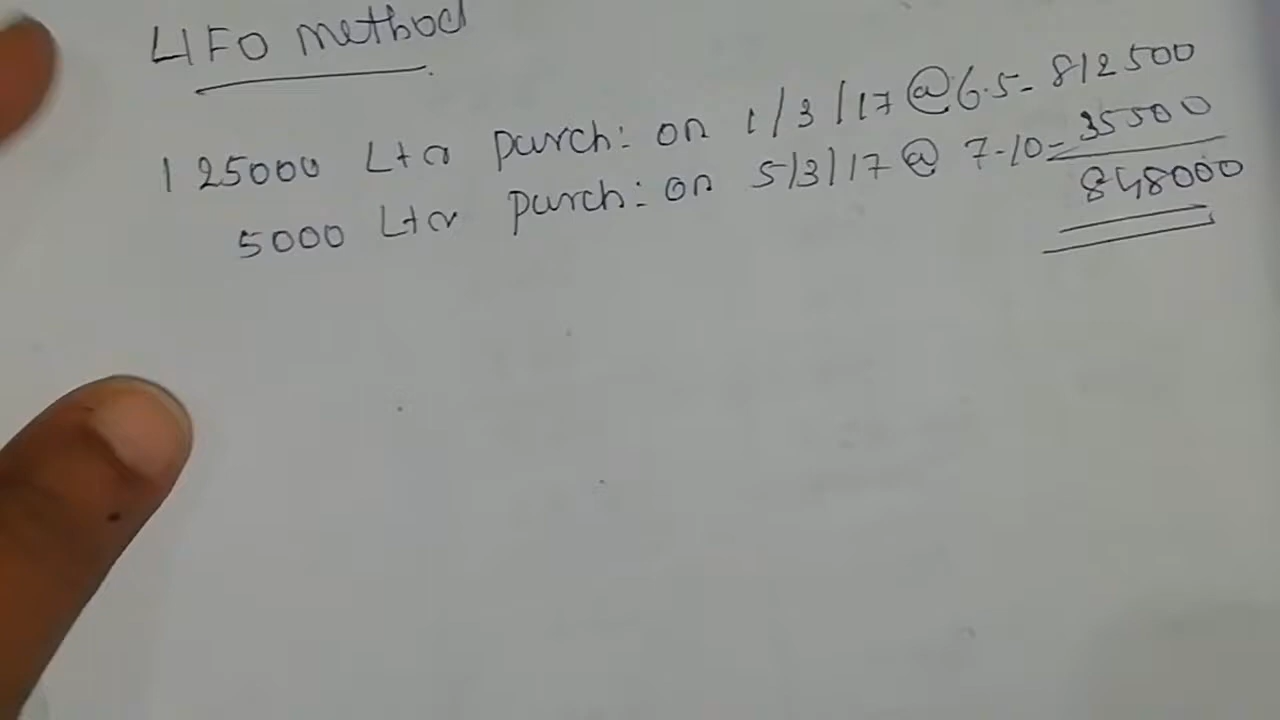 LIFO method
125000 Ltr purch: on 1/3/17 @6.5- 812500
5000 Ltr purch: on 5/3/17 @ 7-10- 35500
848000